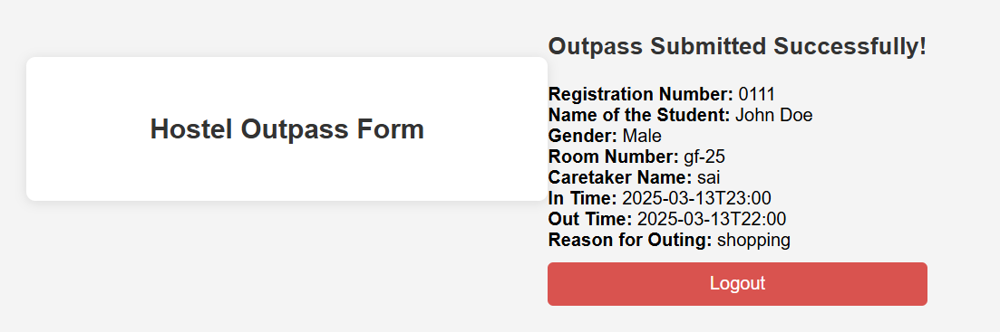 Hostel Outpass Form
Outpass Submitted Successfully!
Registration Number: 0111
Name of the Student: John Doe
Gender: Male
Room Number: gf-25
Caretaker Name: sai
In Time: 2025-03-13T23:00
Out Time: 2025-03-13T22:00
Reason for Outing: shopping
Logout